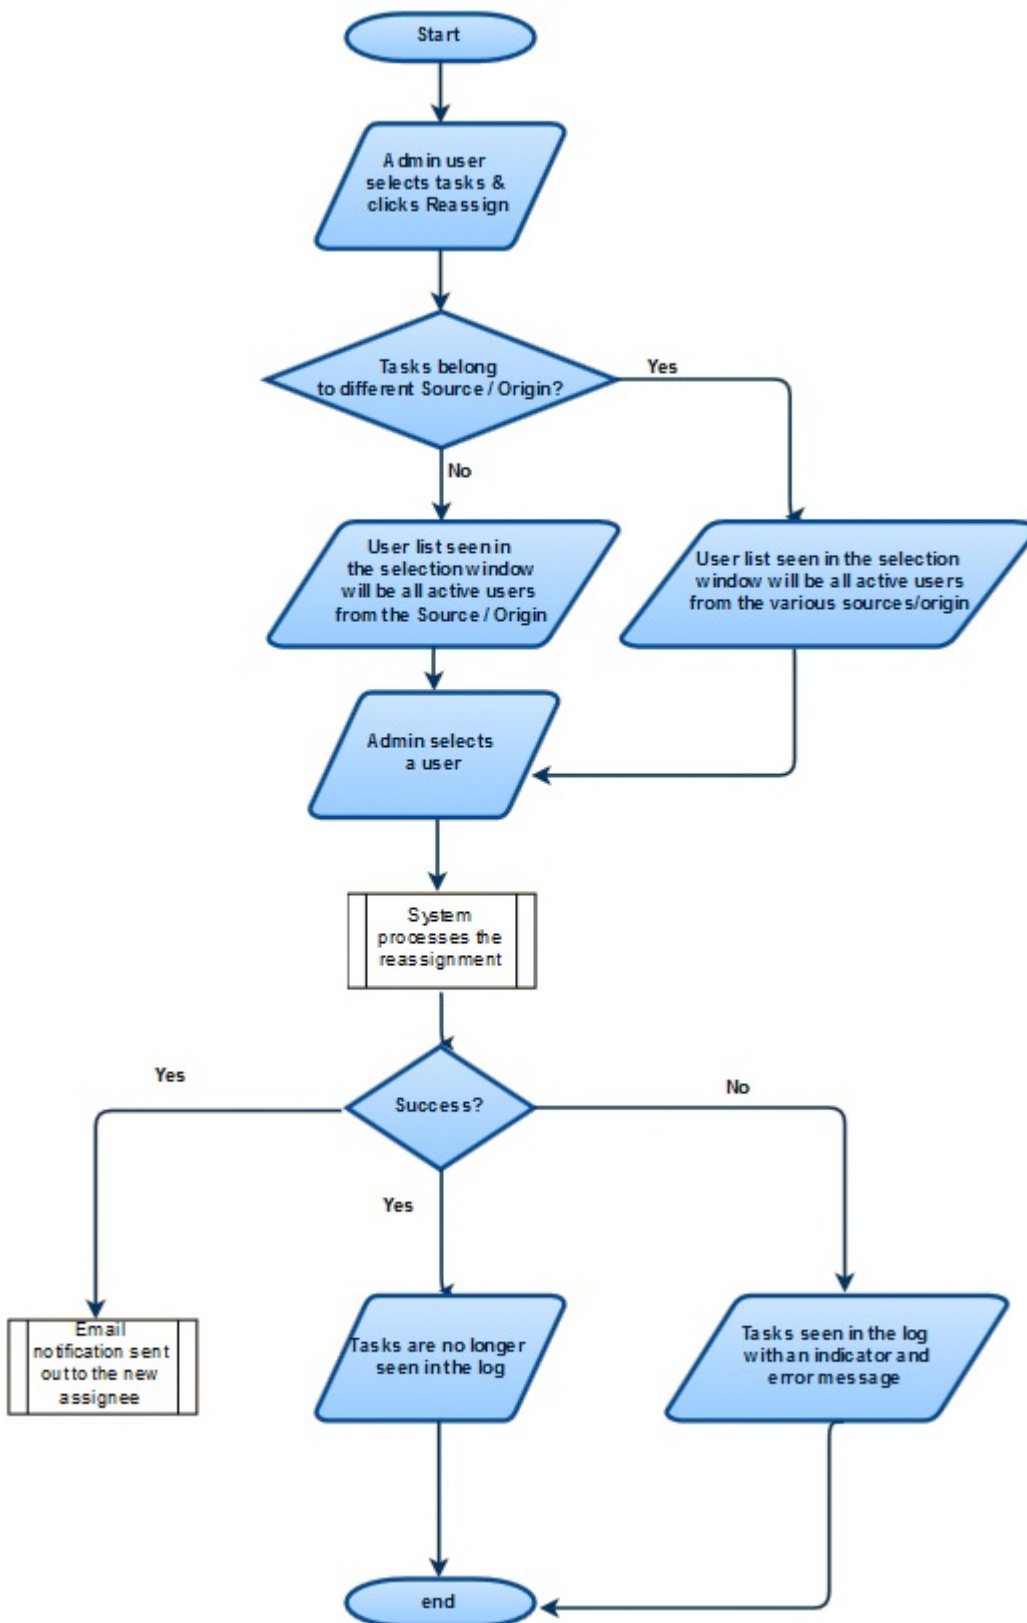 Start
Admin user
selects tasks &
clicks Reassign
Tasks belong
to different Source / Origin?
Yes
No
User list seen in
the selection window
will be all active users
from the Source / Origin
User list seen in the selection
window will be all active users
from the various sources/origin
Admin selects
a user
System
processes the
reassignment
Success?
Yes
No
Yes
Email
notification sent
out to the new
assignee
Tasks are no longer
seen in the log
Tasks seen in the log
with an indicator and
error message
end